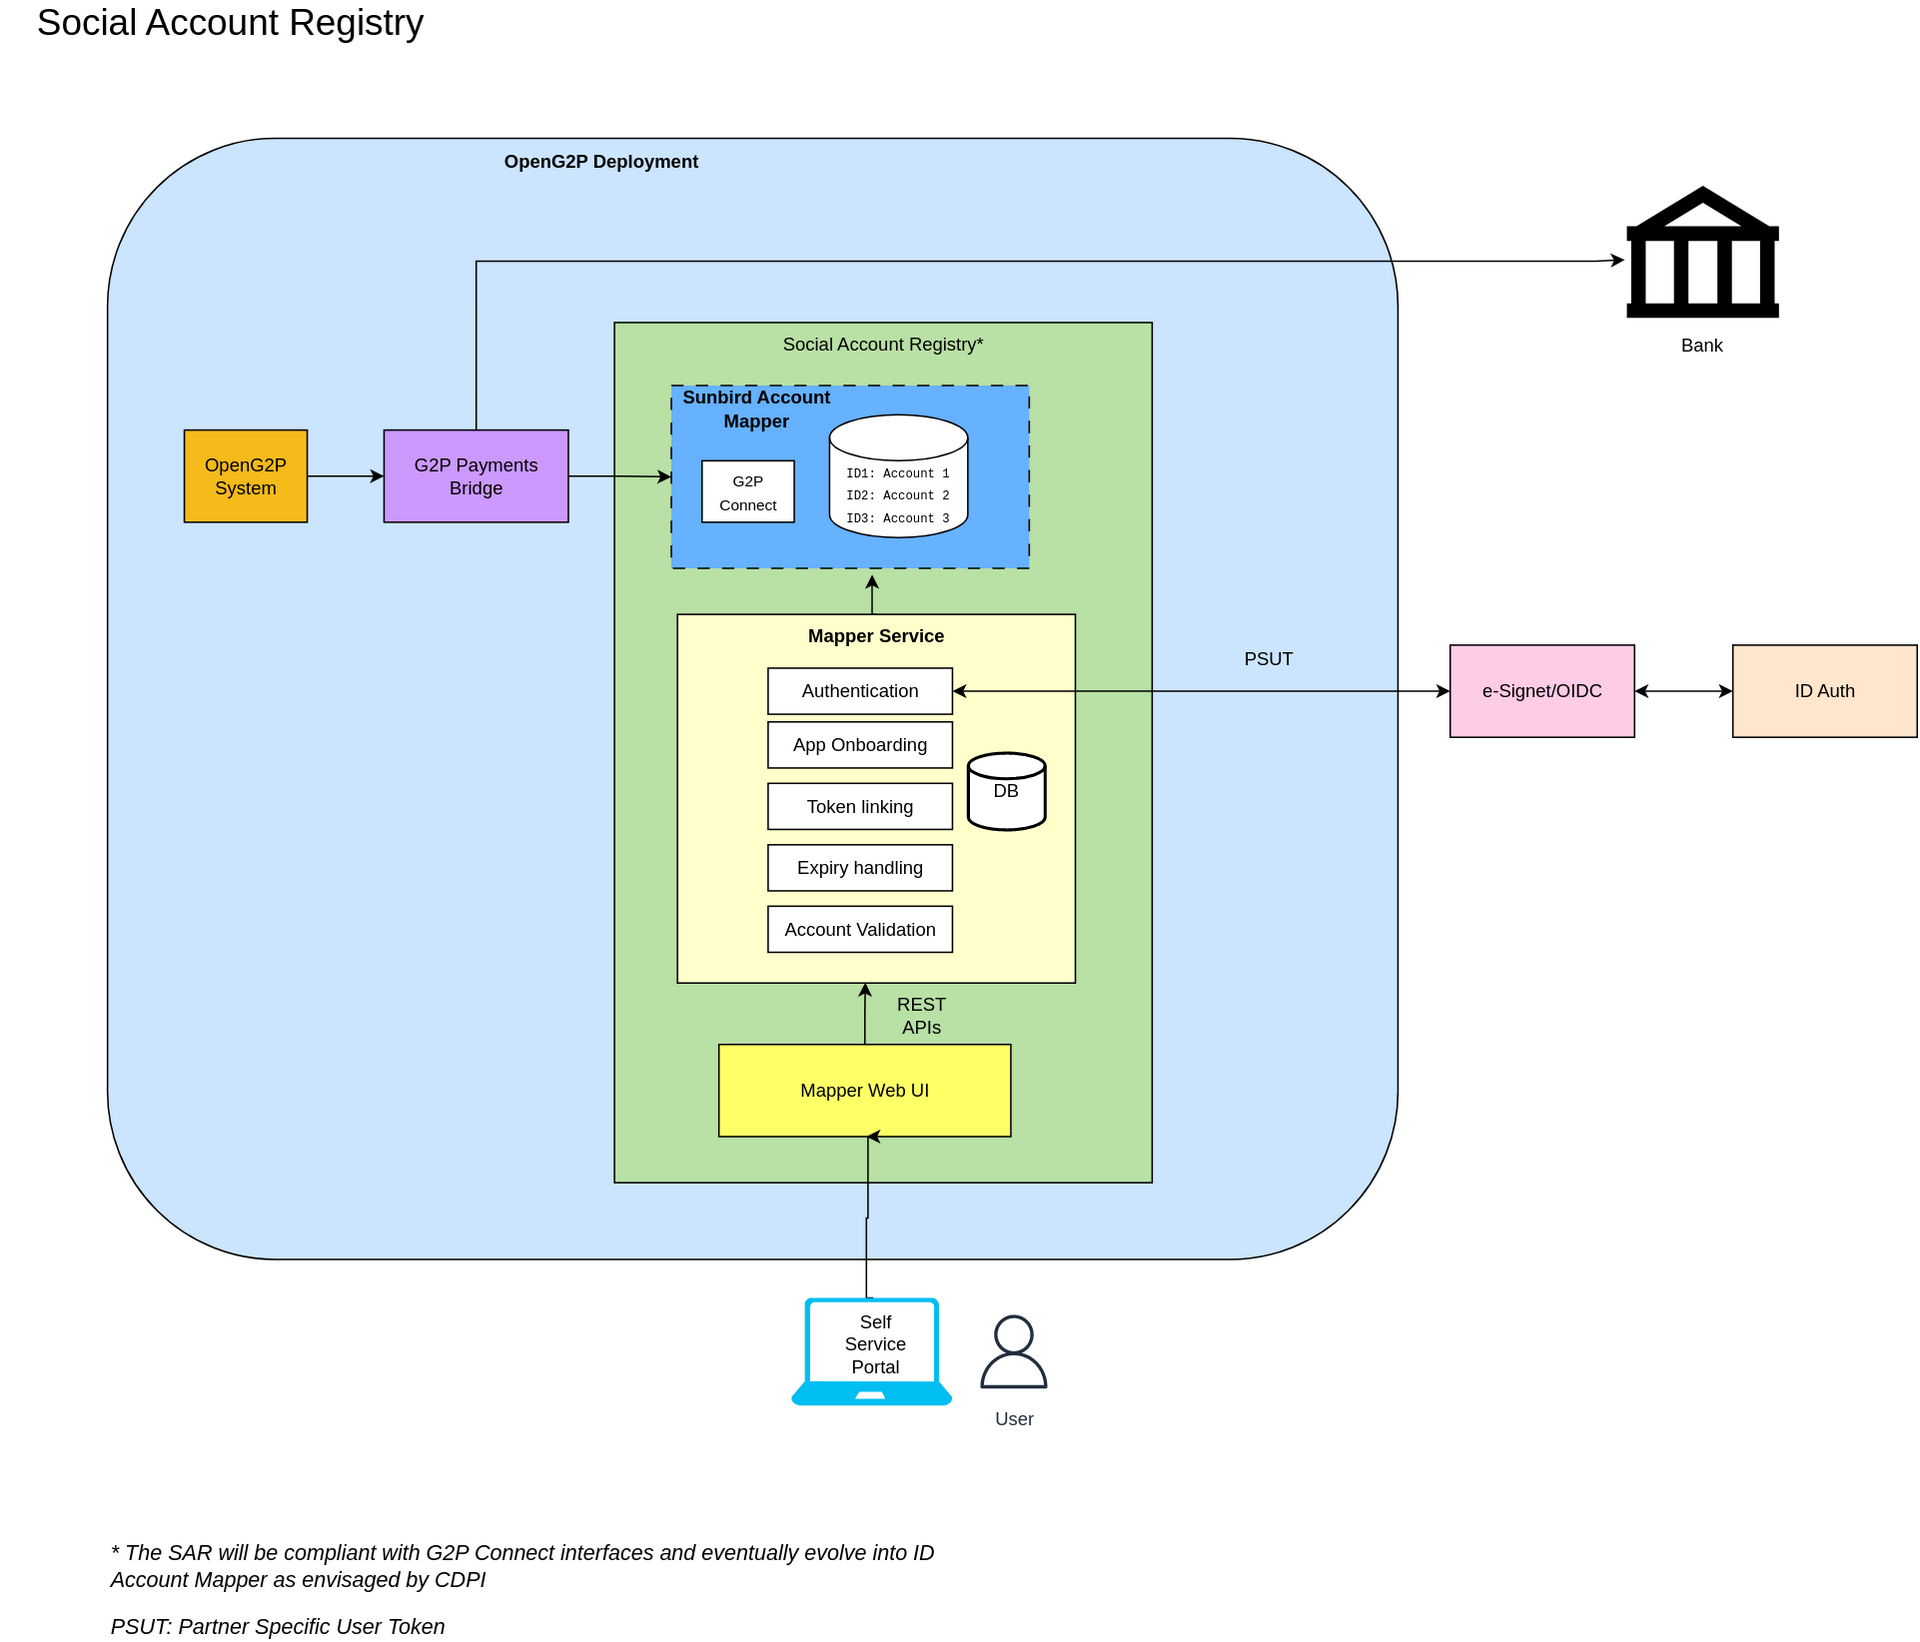 Social Account Registry
OpenG2P Deployment
Bank
Social Account Registry*
Sunbird Account
Mapper
OpenG2P
System
G2P Payments
Bridge
G2P
Connect
ID1: Account 1
ID2: Account 2
ID3: Account 3
Mapper Service
PSUT
Authentication
e-Signet/OIDC
ID Auth
App Onboarding
DB
Token linking
Expiry handling
Account Validation
REST
APIs
Mapper Web UI
Self
Service
Portal
User
* The SAR will be compliant with G2P Connect interfaces and eventually evolve into ID
Account Mapper as envisaged by CDPI
PSUT: Partner Specific User Token